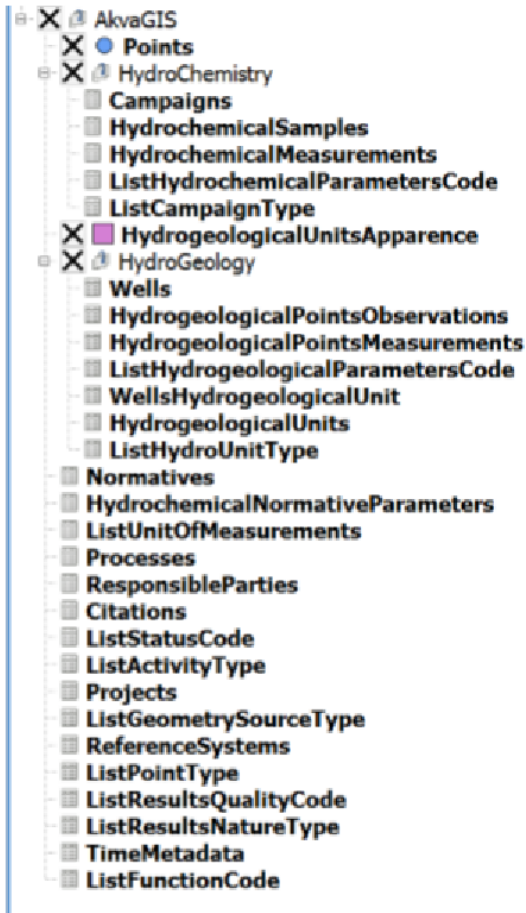 AkvaGIS
Points
HydroChemistry
Campaigns
HydrochemicalSamples
HydrochemicalMeasurements
ListHydrochemicalParametersCode
ListCampaignType
HydrogeologicalUnitsApparence
HydroGeology
Wells
HydrogeologicalPointsObservations
HydrogeologicalPointsMeasurements
ListHydrogeologicalParametersCode
WellsHydrogeologicalUnit
HydrogeologicalUnits
ListHydroUnitType
Normatives
HydrochemicalNormativeParameters
ListUnitOfMeasurements
Processes
ResponsibleParties
Citations
ListStatusCode
ListActivityType
Projects
ListGeometrySourceType
ReferenceSystems
ListPointType
ListResultsQualityCode
ListResultsNatureType
TimeMetadata
ListFunctionCode